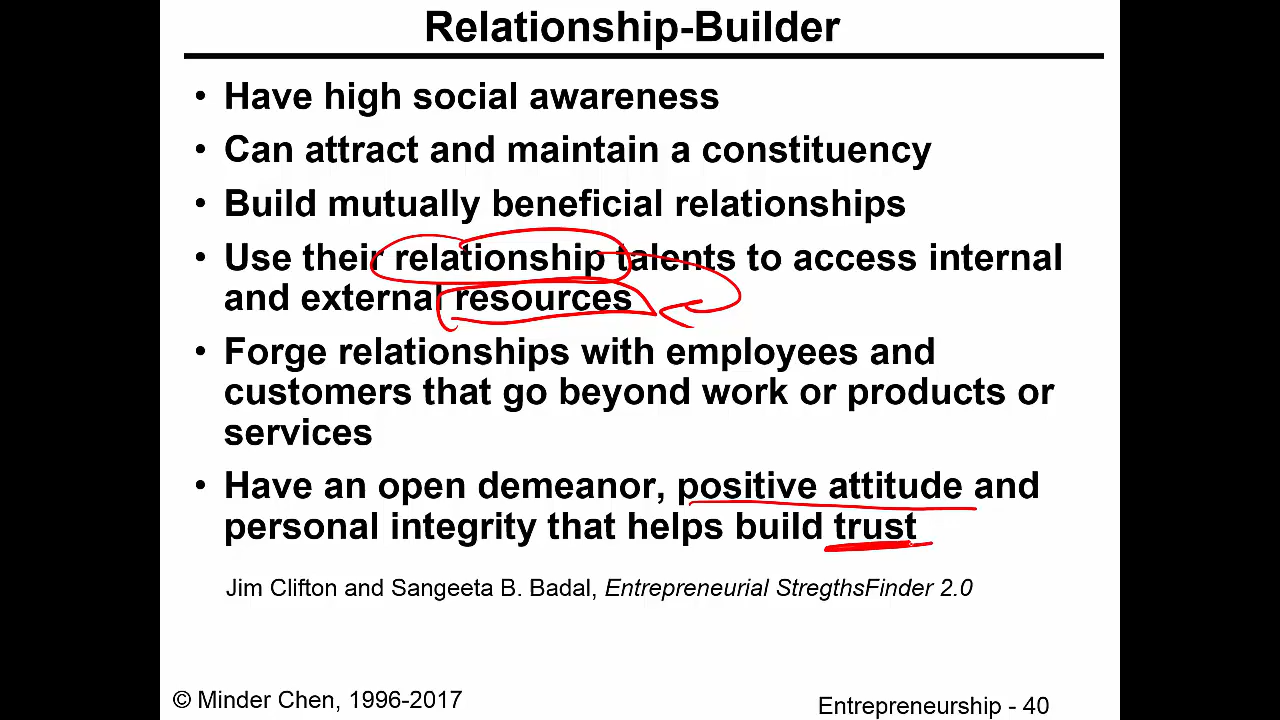 Relationship-Builder
• Have high social awareness
• Can attract and maintain a constituency
• Build mutually beneficial relationships
• Use their relationship talents to access internal
and external resources
• Forge relationships with employees and
customers that go beyond work or products or
services
• Have an open demeanor, positive attitude and
personal integrity that helps build trust
Jim Clifton and Sangeeta B. Badal, Entrepreneurial StregthsFinder 2.0
© Minder Chen, 1996-2017
Entrepreneurship - 40